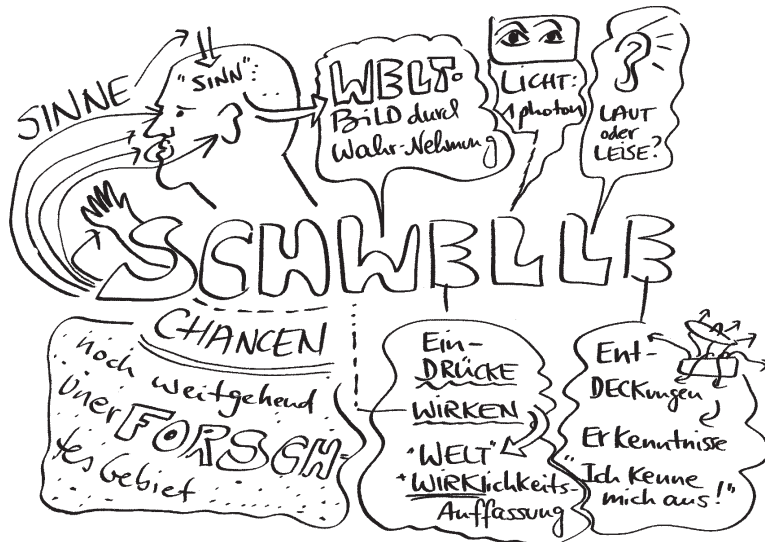 SINNE
"SINN":
WELT-
BILD durch
Wahr-Nehmung
LICHT:
1 photon
LAUT
oder
LEISE?
SCHWELLE
CHANCEN
noch weitgehend
unerFORSCH-
tes Gebiet
Ein-
DRÜCKE
WIRKEN
"WELT"
"WIRKlichkeits-
Auffassung
Ent-
DECKungen
Erkenntnisse
"Ich kenne
mich aus!"